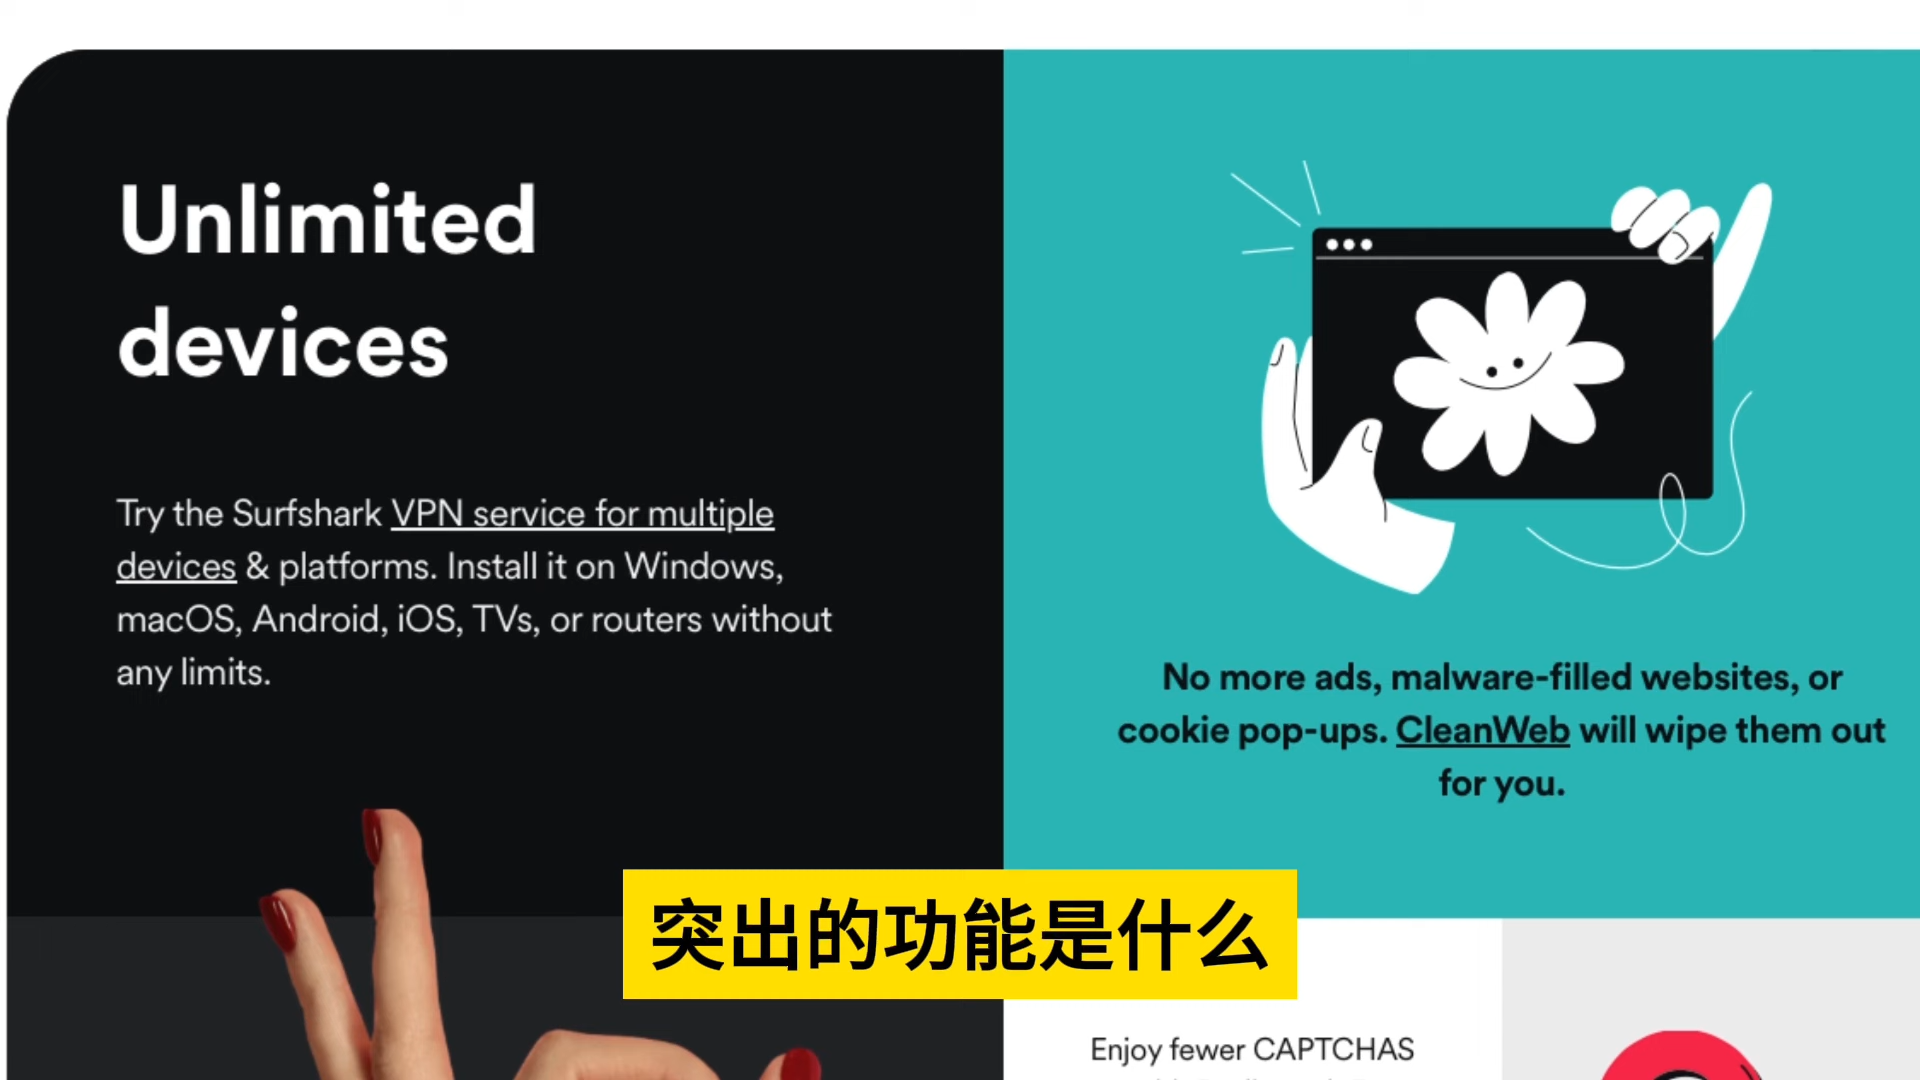 Unlimited
devices
Try the Surfshark VPN service for multiple
devices & platforms. Install it on Windows,
macOS, Android, iOS, TVs, or routers without
any limits.
No more ads, malware-filled websites, or
cookie pop-ups. CleanWeb will wipe them out
for you.
突出的功能是什么
Enjoy fewer CAPTCHAS